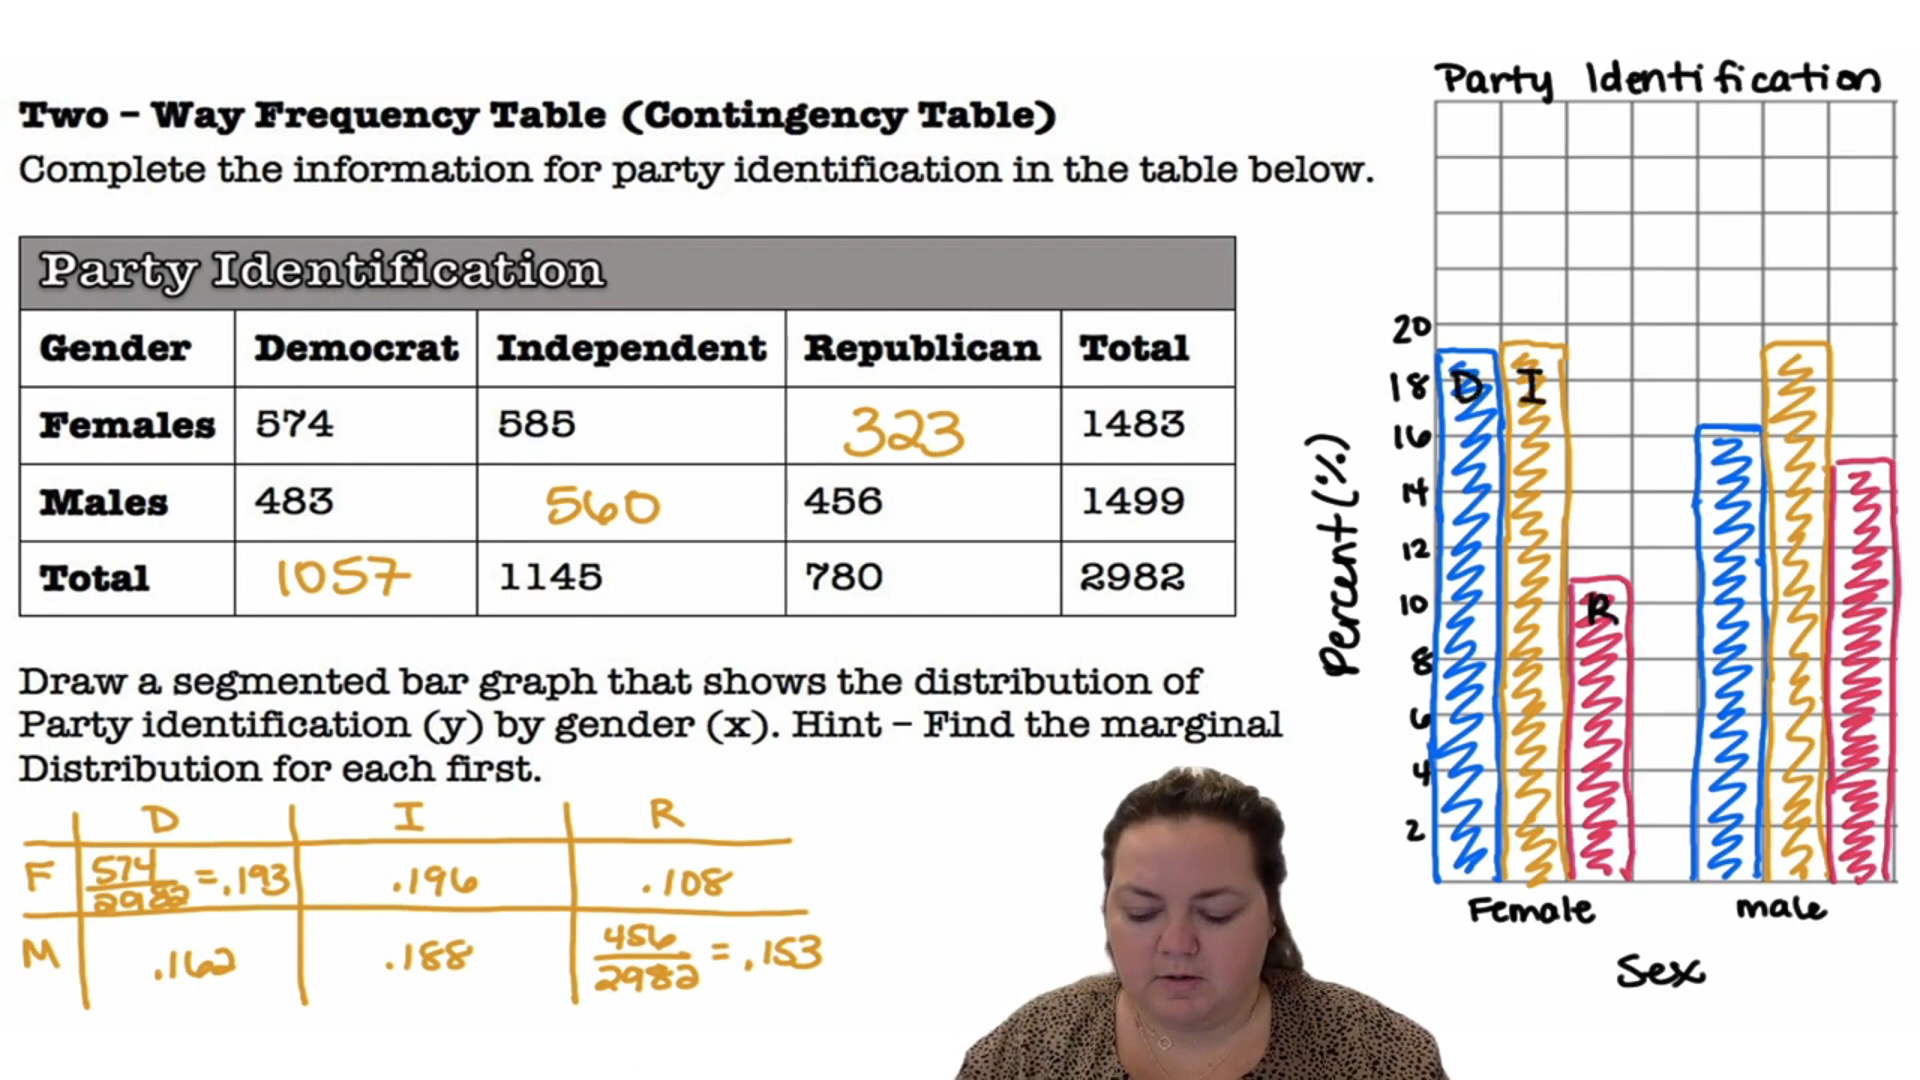 Two - Way Frequency Table (Contingency Table)
Complete the information for party identification in the table below.
Party Identification
Gender Democrat Independent Republican Total
Females 574 585 323 1483
Males 483 560 456 1499
Total 1057 1145 780 2982
Draw a segmented bar graph that shows the distribution of
Party identification (y) by gender (x). Hint - Find the marginal
Distribution for each first.
D I R
F 574/2982 = .193 .196 .108
M .162 .188 456/2982 = .153
Party Identification
Percent (%)
20
18
16
14
12
10
8
6
4
2
D I
R
Female male
Sex